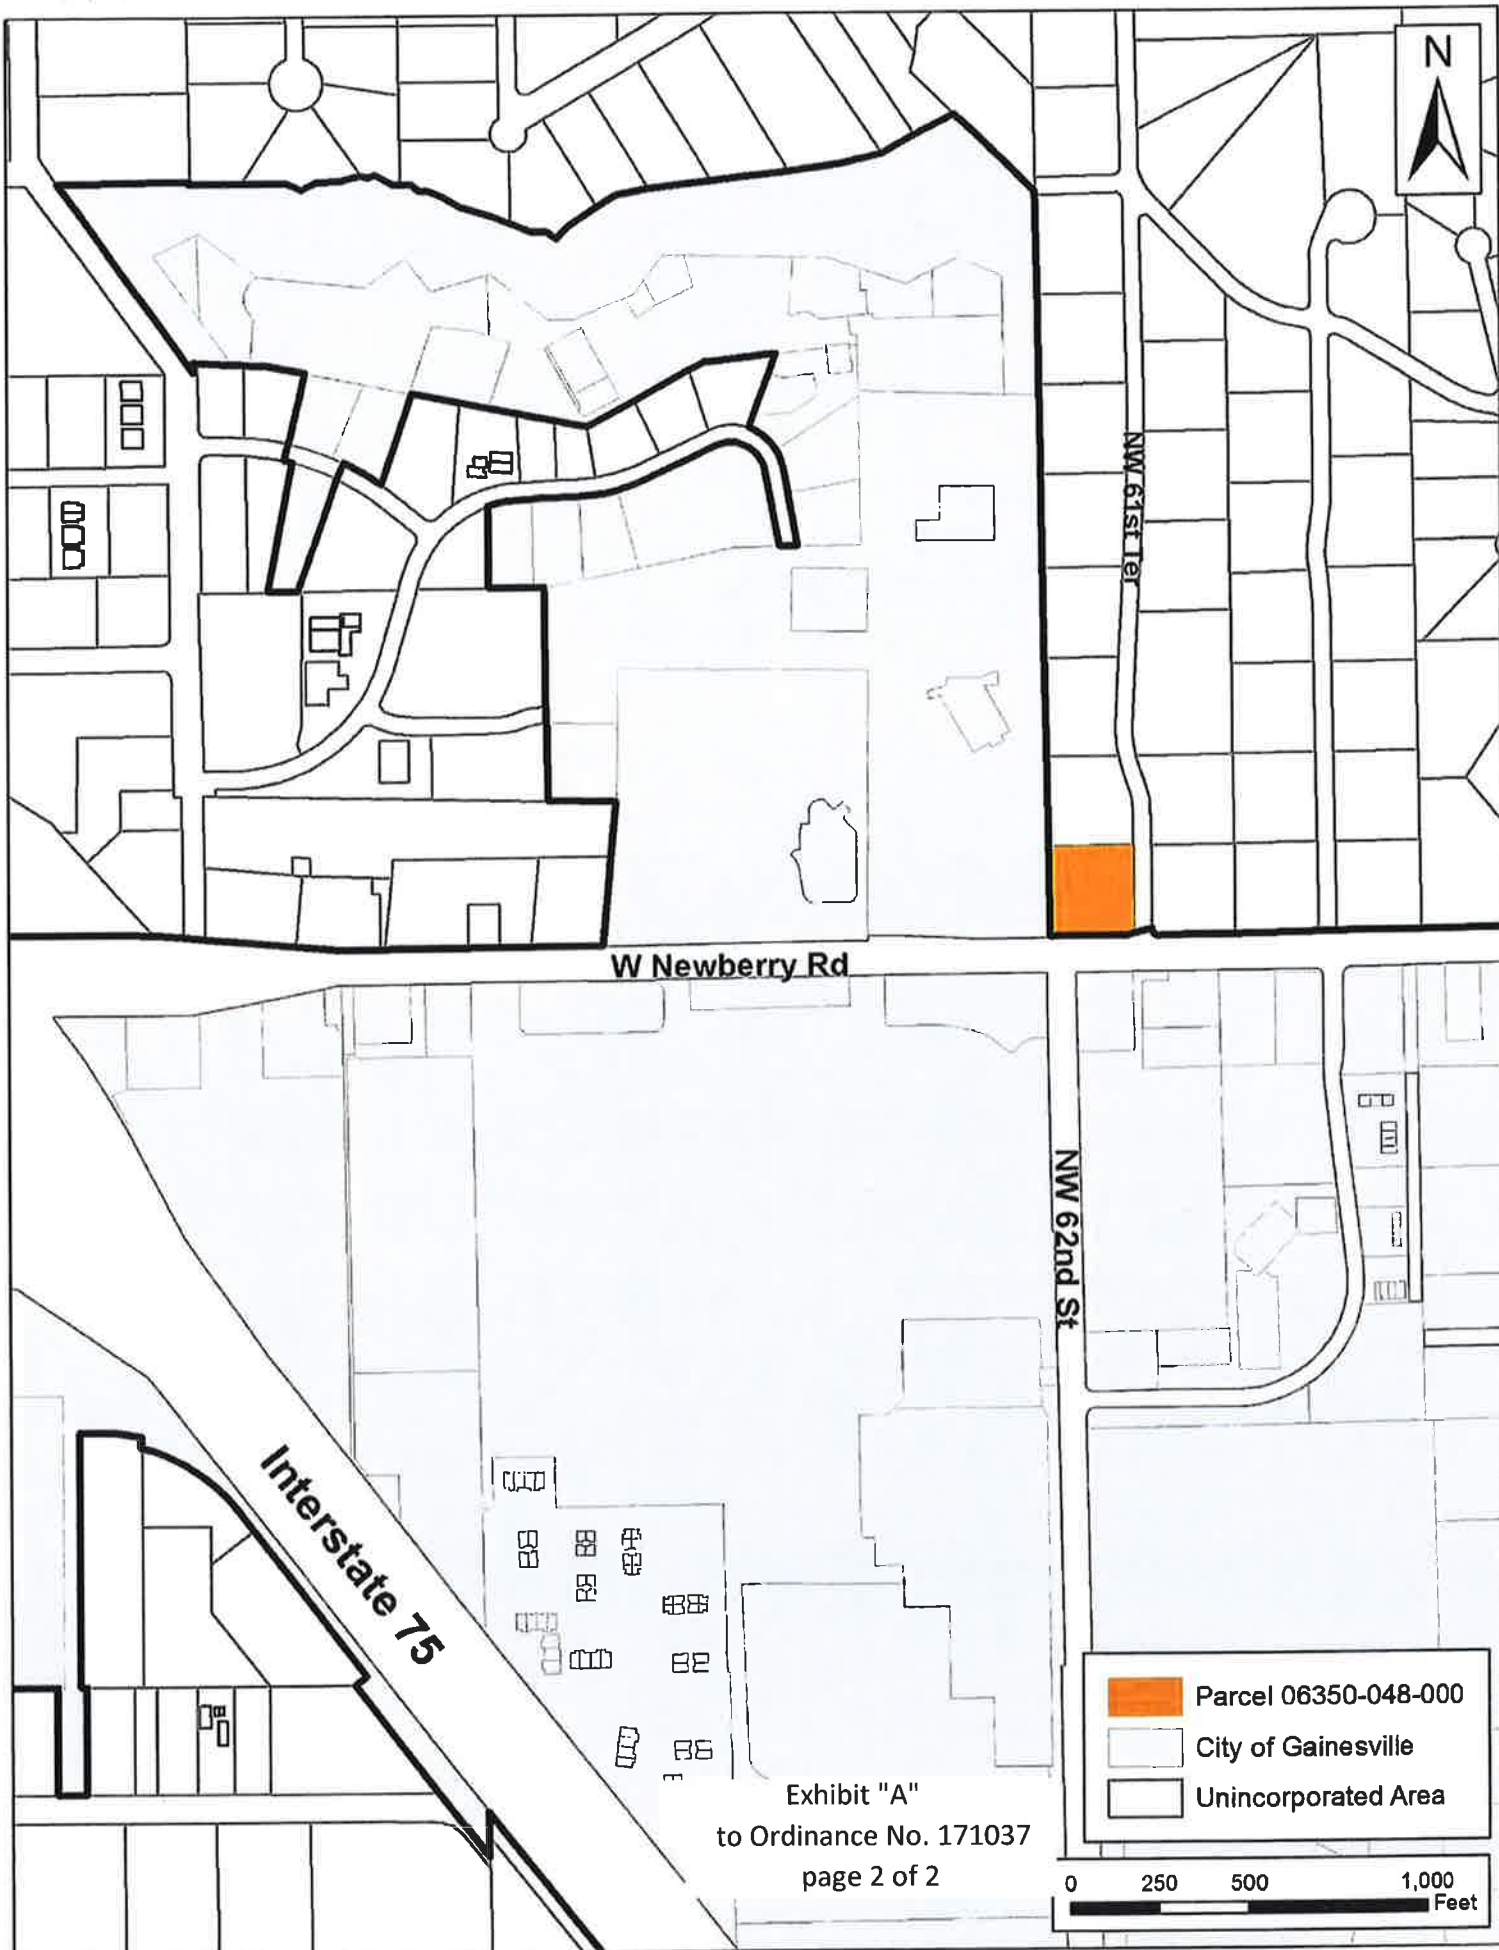 N
NW 61st Ter
W Newberry Rd
NW 62nd St
Interstate 75
Parcel 06350-048-000
City of Gainesville
Unincorporated Area
Exhibit "A"
to Ordinance No. 171037
page 2 of 2
0 250 500 1,000
Feet